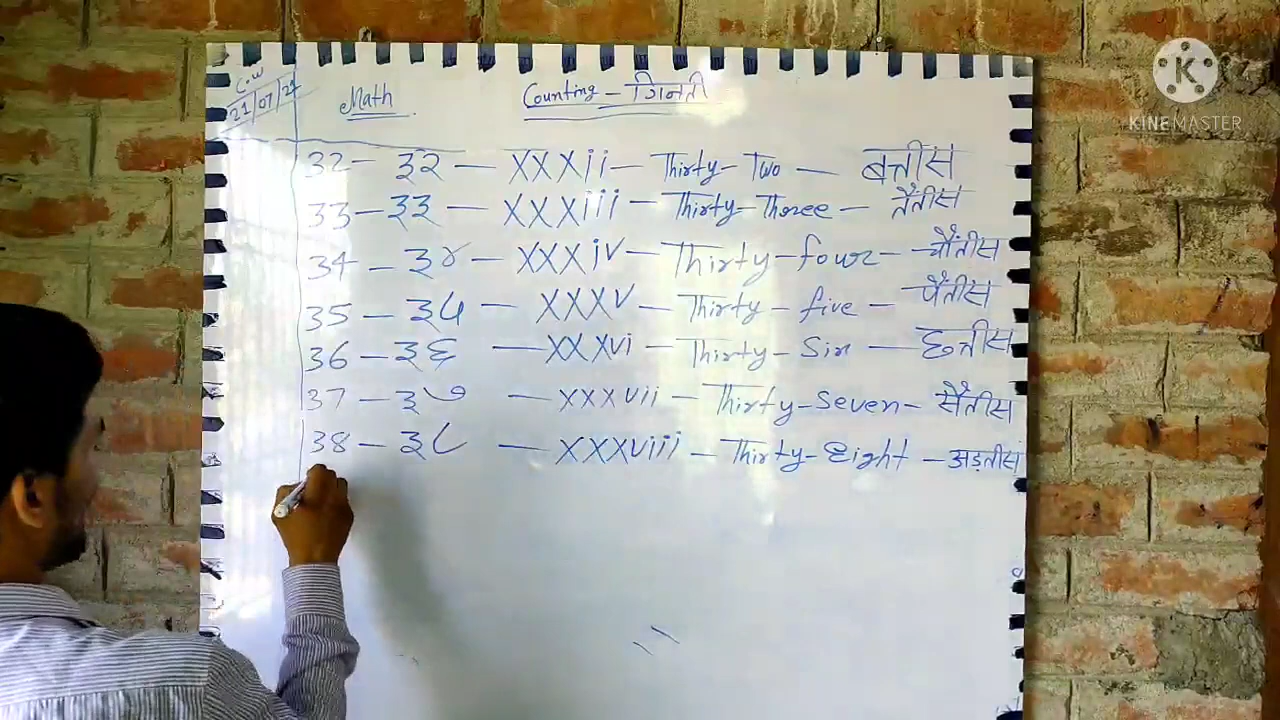 C.W
21/07/21
Math
Counting - गिनती
32 - ३२ - XXXii - Thirty-Two - बत्तीस
33 - ३३ - XXXiii - Thirty-Three - तैंतीस
34 - ३४ - XXXiv - Thirty-four - चौंतीस
35 - ३५ - XXXV - Thirty-five - पैंतीस
36 - ३६ - XXXvi - Thirty-Six - छत्तीस
37 - ३७ - XXXvii - Thirty-Seven - सैंतीस
38 - ३८ - XXXviii - Thirty-Eight - अड़तीस
K
KINEMASTER